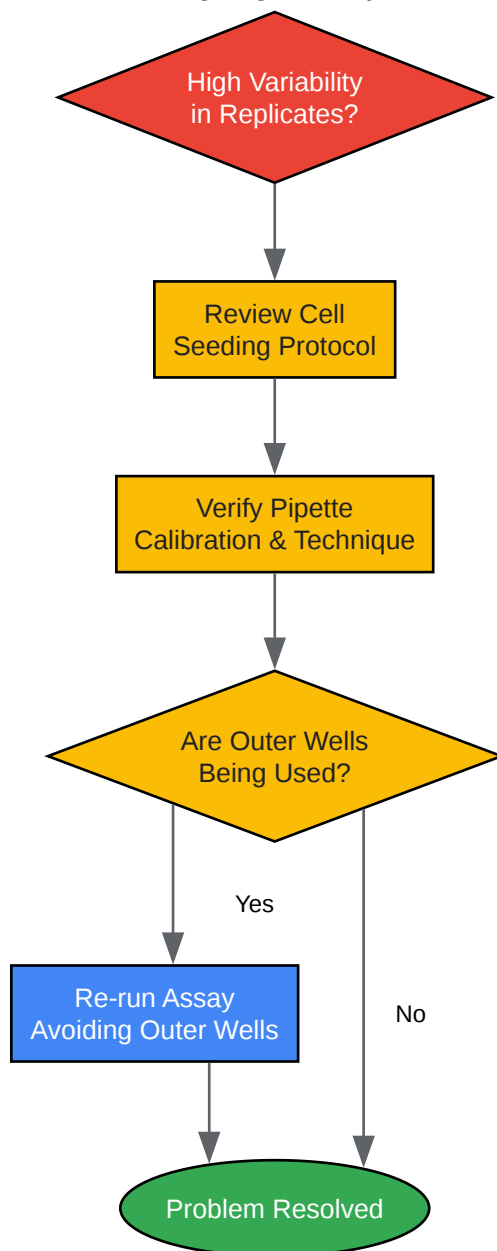 High Variability
in Replicates?
Review Cell
Seeding Protocol
Verify Pipette
Calibration & Technique
Are Outer Wells
Being Used?
Yes
Re-run Assay
Avoiding Outer Wells
No
Problem Resolved